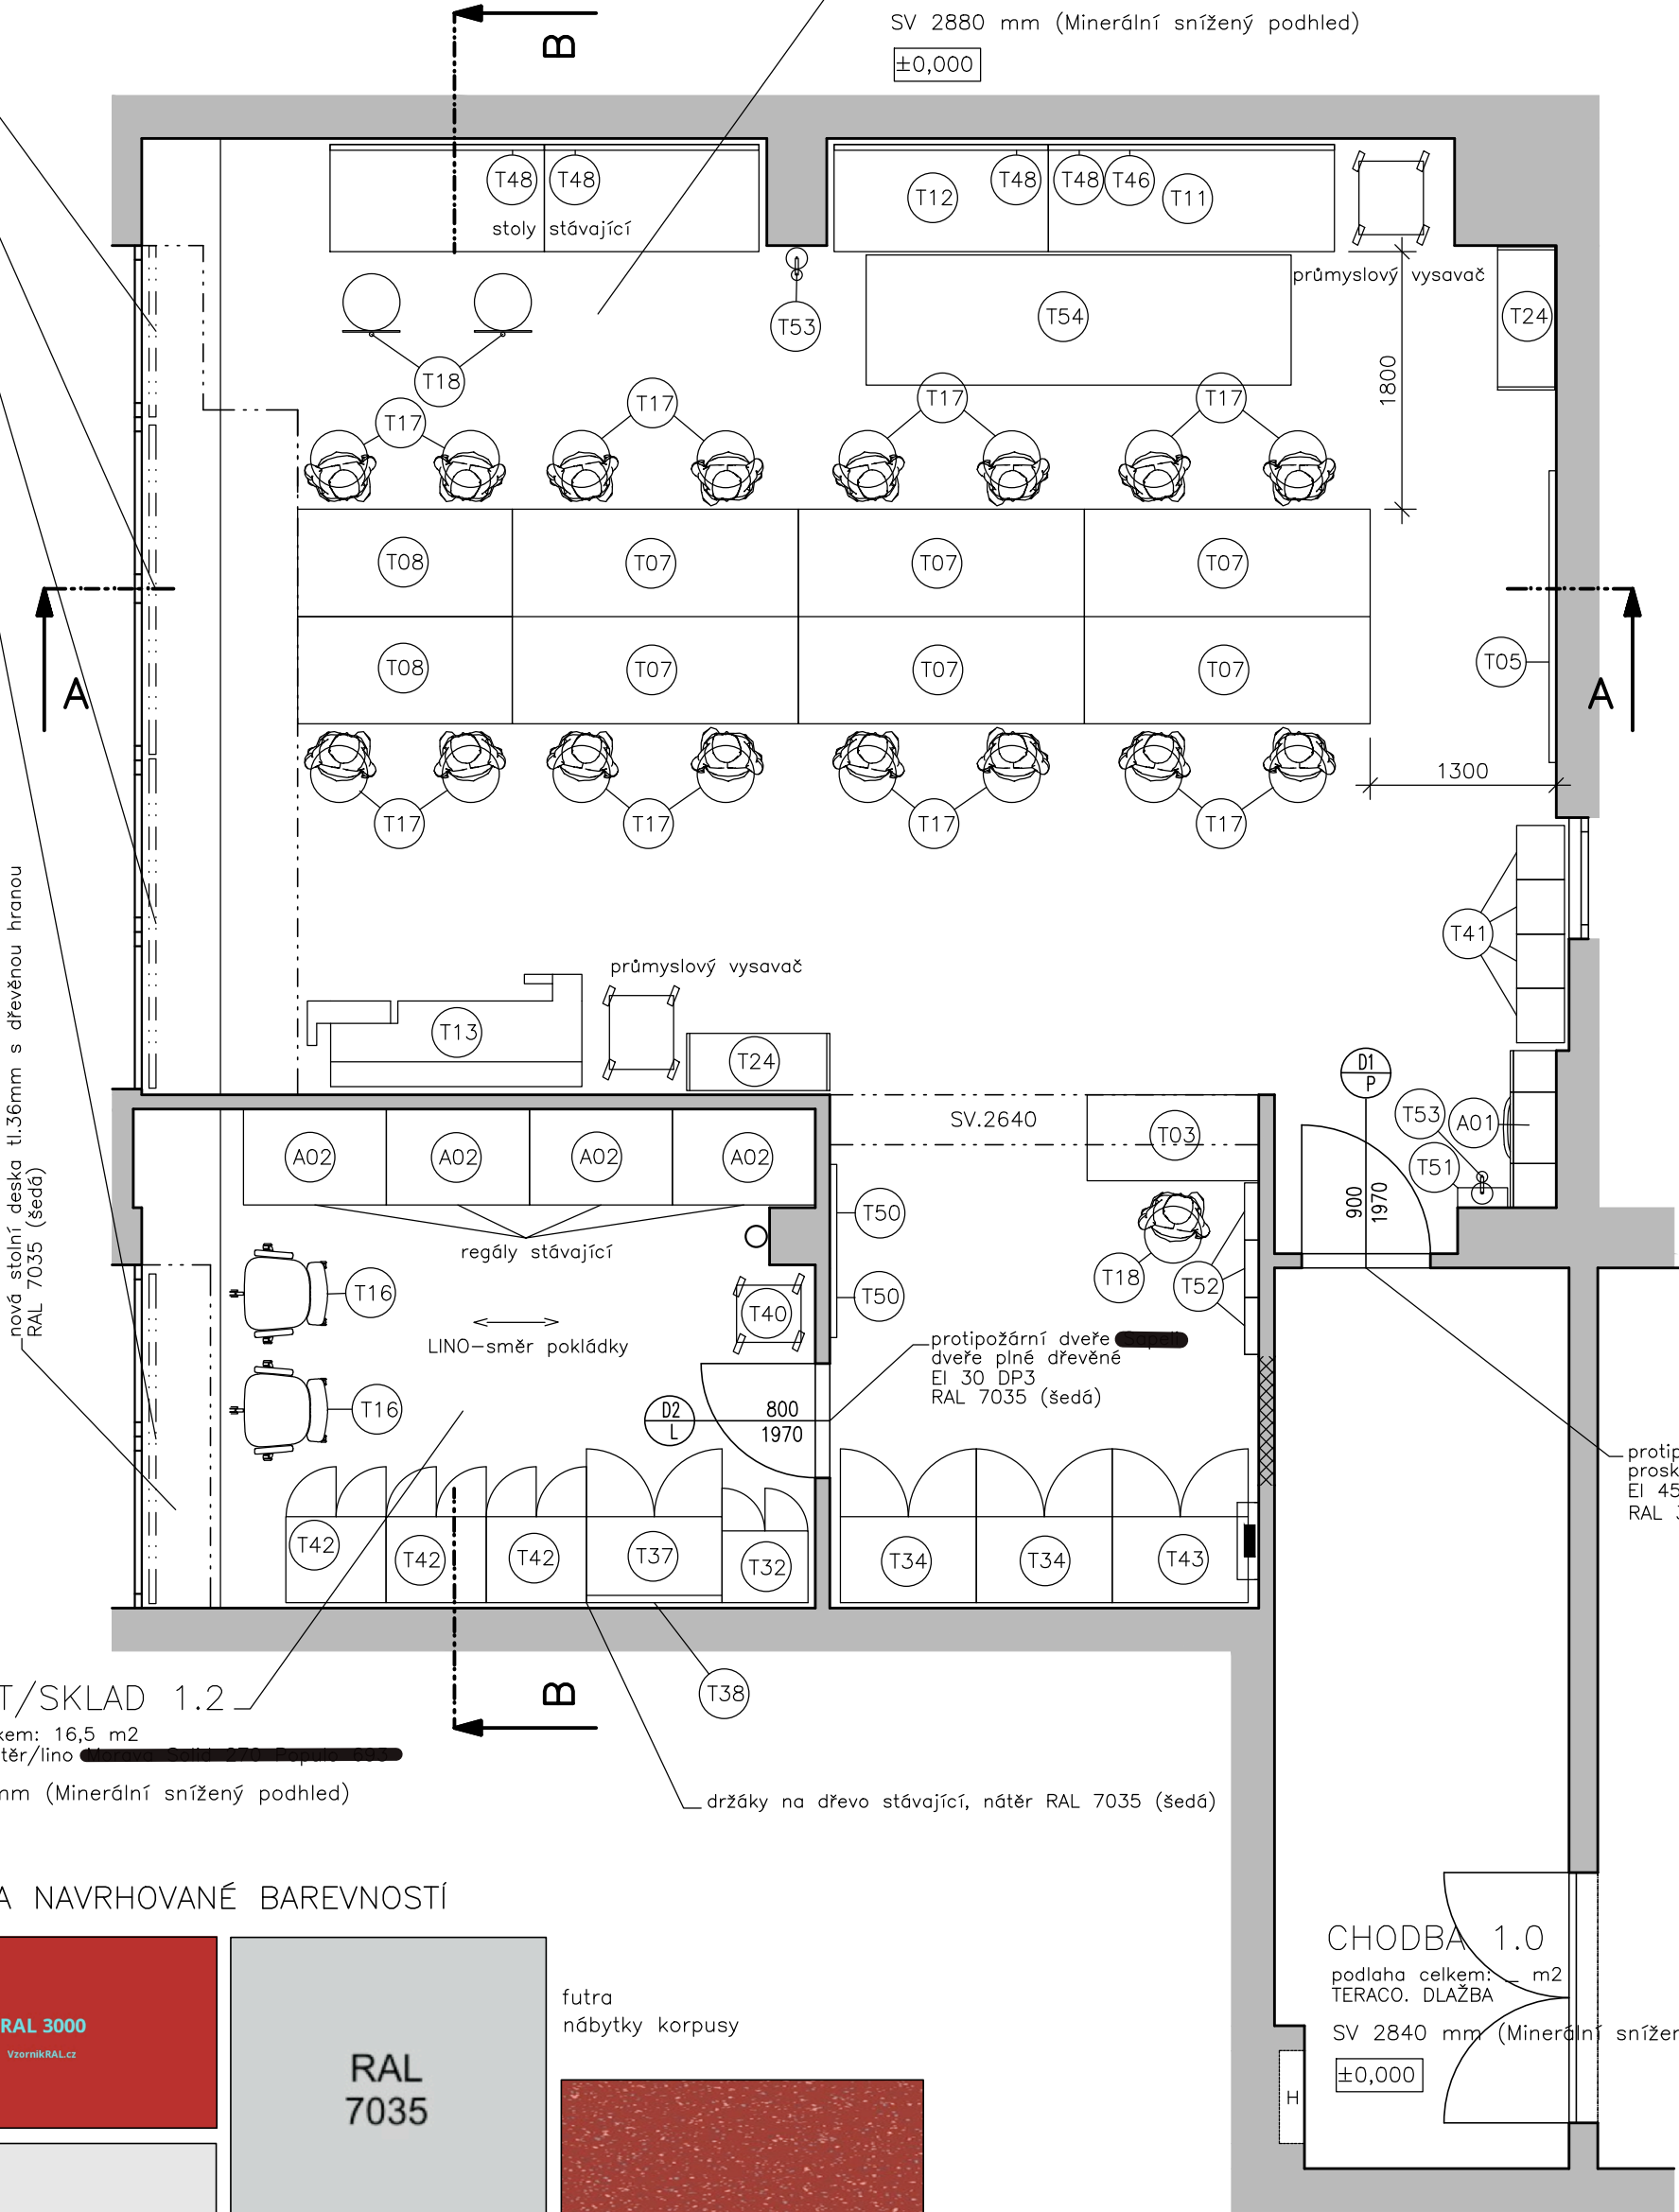 SV 2880 mm (Minerální snížený podhled)
±0,000
B
T48
T48
stoly stávající
T12
T48
T48
T46
T11
průmyslový vysavač
T24
T53
T54
T18
1800
T17
T17
T17
T17
T08
T07
T07
T07
T08
T07
T07
T07
T05
A
A
1300
T17
T17
T17
T17
T41
průmyslový vysavač
T13
T24
nová stolní deska tl.36mm s dřevěnou hranou
RAL 7035 (šedá)
SV.2640
T03
D1
P
T53
A01
T51
900
1970
A02
A02
A02
A02
regály stávající
T50
T50
T18
T52
T16
T40
LINO-směr pokládky
T16
protipožární dveře
dveře plné dřevěné
EI 30 DP3
RAL 7035 (šedá)
D2
L
800
1970
EI 45
T42
T42
T42
T37
T32
T34
T34
T43
T38
B
T/SKLAD 1.2
16,5 m2
/lino
mm (Minerální snížený podhled)
držáky na dřevo stávající, nátěr RAL 7035 (šedá)
A NAVRHOVANÉ BAREVNOSTÍ
RAL 3000
VzornikRAL.cz
RAL
7035
futra
nábytky korpusy
CHODBA 1.0
podlaha celkem: _ m2
TERACO. DLAŽBA
SV 2840 mm (Minerální
±0,000
H